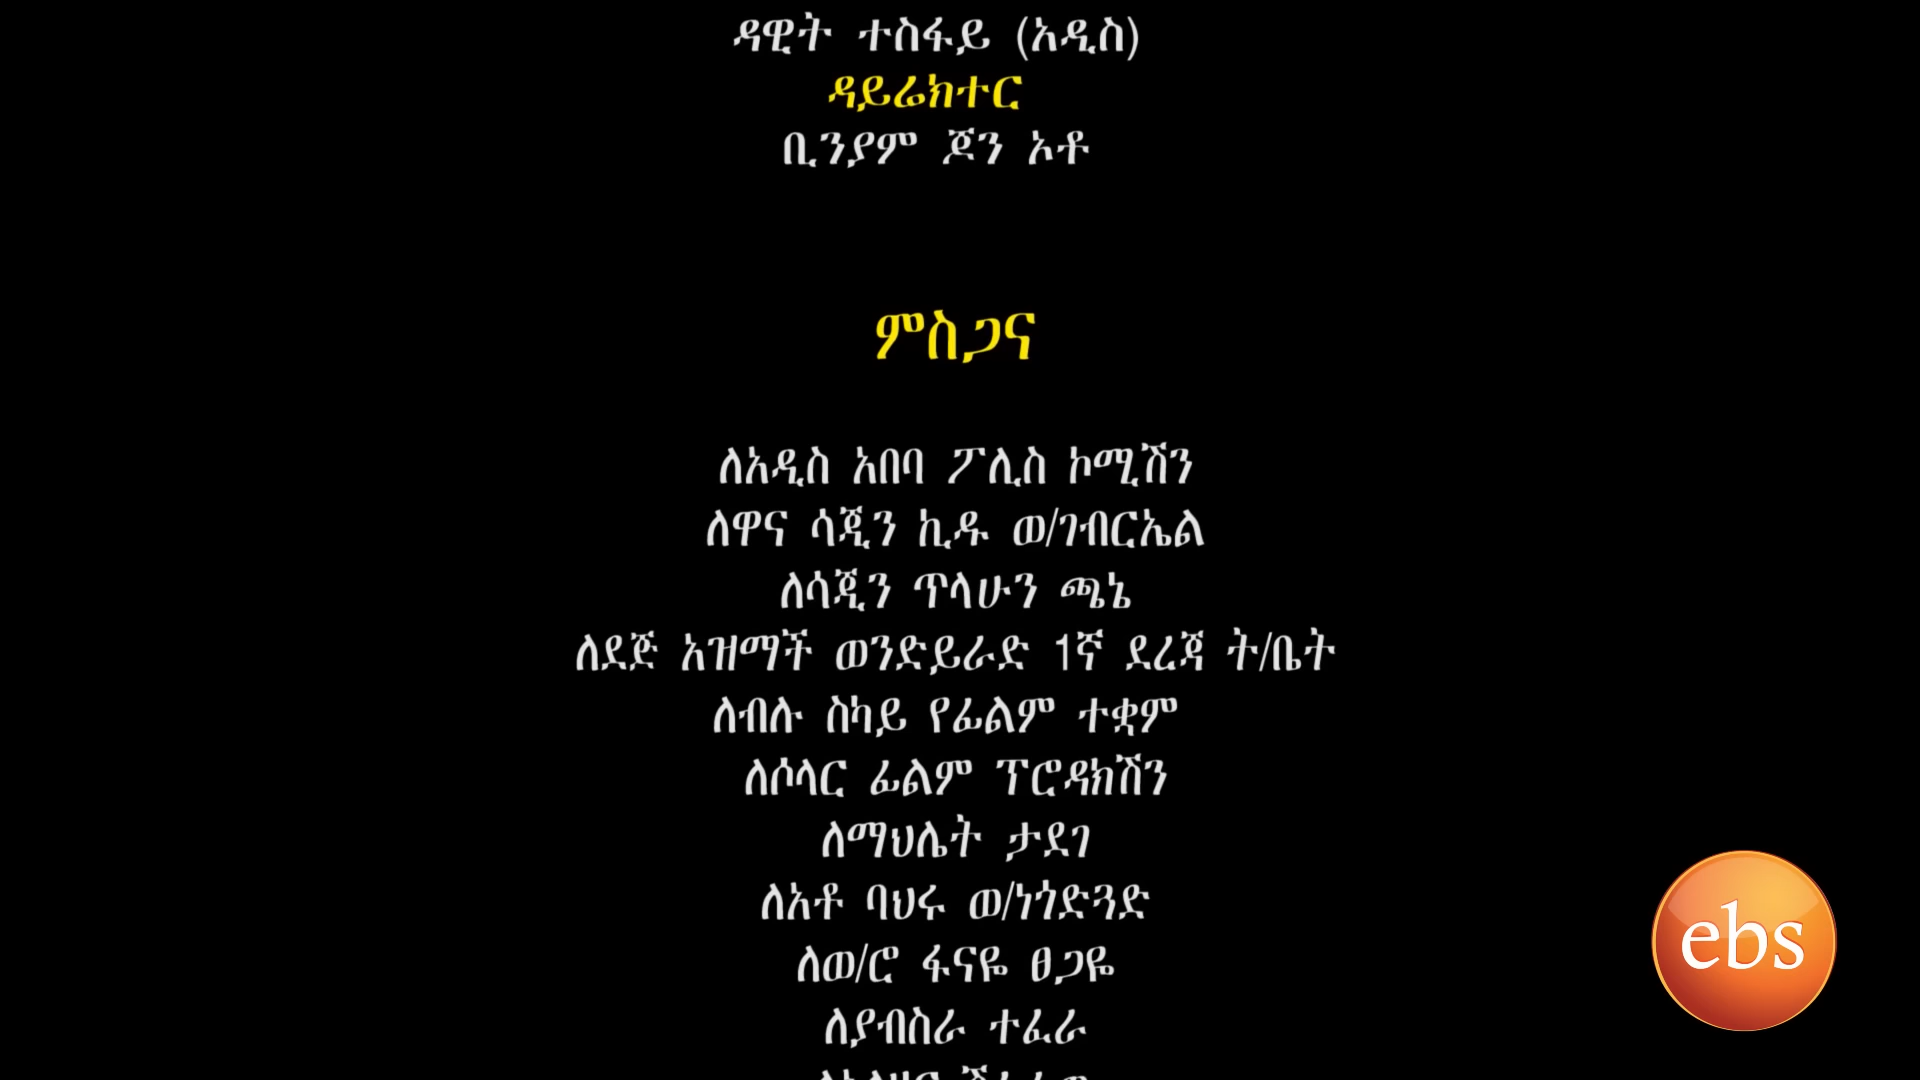 ዳዊት ተስፋይ (አዲስ)
ዳይሬክተር
ቢንያም ጆን ኦቶ
ምስጋና
ለአዲስ አበባ ፖሊስ ኮሚሽን
ለዋና ሳጂን ኪዱ ወ/ገብርኤል
ለሳጂን ጥላሁን ጫኔ
ለደጅ አዝማች ወንድይራድ 1ኛ ደረጃ ት/ቤት
ለብሉ ስካይ የፊልም ተቋም
ለሶላር ፊልም ፕሮዳክሽን
ለማህሌት ታደገ
ለአቶ ባህሩ ወ/ነጎድጓድ
ለወ/ሮ ፋናዬ ፀጋዬ
ለያብስራ ተፈራ
ebs